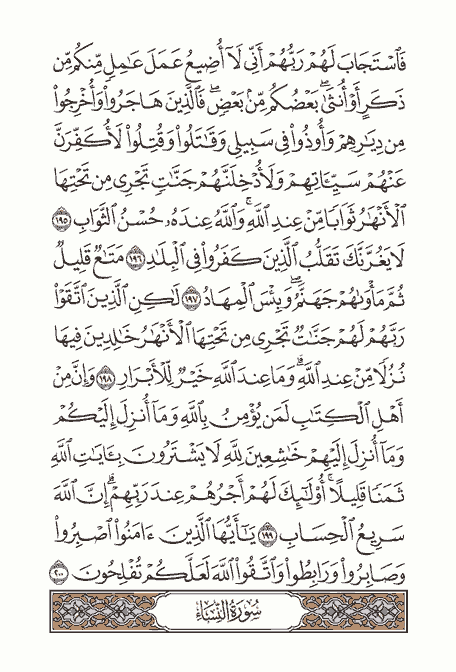 فَٱسْتَجَابَ لَهُمْ رَبُّهُمْ أَنِّى لَآ أُضِيعُ عَمَلَ عَٰمِلٍ مِّنكُم مِّن
ذَكَرٍ أَوْ أُنثَىٰ ۖ بَعْضُكُم مِّنۢ بَعْضٍ ۖ فَٱلَّذِينَ هَاجَرُوا۟ وَأُخْرِجُوا۟
مِن دِيَٰرِهِمْ وَأُوذُوا۟ فِى سَبِيلِى وَقَٰتَلُوا۟ وَقُتِلُوا۟ لَأُكَفِّرَنَّ
عَنْهُمْ سَيِّـَٔاتِهِمْ وَلَأُدْخِلَنَّهُمْ جَنَّٰتٍ تَجْرِى مِن تَحْتِهَا
ٱلْأَنْهَٰرُ ثَوَابًا مِّنْ عِندِ ٱللَّهِ ۗ وَٱللَّهُ عِندَهُۥ حُسْنُ ٱلثَّوَابِ ١٩٥
لَا يَغُرَّنَّكَ تَقَلُّبُ ٱلَّذِينَ كَفَرُوا۟ فِى ٱلْبِلَٰدِ ١٩٦ مَتَٰعٌ قَلِيلٌ
ثُمَّ مَأْوَىٰهُمْ جَهَنَّمُ ۚ وَبِئْسَ ٱلْمِهَادُ ١٩٧ لَٰكِنِ ٱلَّذِينَ ٱتَّقَوْا۟
رَبَّهُمْ لَهُمْ جَنَّٰتٌ تَجْرِى مِن تَحْتِهَا ٱلْأَنْهَٰرُ خَٰلِدِينَ فِيهَا
نُزُلًا مِّنْ عِندِ ٱللَّهِ ۗ وَمَا عِندَ ٱللَّهِ خَيْرٌ لِّلْأَبْرَارِ ١٩٨ وَإِنَّ مِنْ
أَهْلِ ٱلْكِتَٰبِ لَمَن يُؤْمِنُ بِٱللَّهِ وَمَآ أُنزِلَ إِلَيْكُمْ
وَمَآ أُنزِلَ إِلَيْهِمْ خَٰشِعِينَ لِلَّهِ لَا يَشْتَرُونَ بِـَٔايَٰتِ ٱللَّهِ
ثَمَنًا قَلِيلًا ۗ أُو۟لَٰٓئِكَ لَهُمْ أَجْرُهُمْ عِندَ رَبِّهِمْ ۗ إِنَّ ٱللَّهَ
سَرِيعُ ٱلْحِسَابِ ١٩٩ يَٰٓأَيُّهَا ٱلَّذِينَ ءَامَنُوا۟ ٱصْبِرُوا۟
وَصَابِرُوا۟ وَرَابِطُوا۟ وَٱتَّقُوا۟ ٱللَّهَ لَعَلَّكُمْ تُفْلِحُونَ ٢٠٠
سُورَةُ النِّسَاءِ